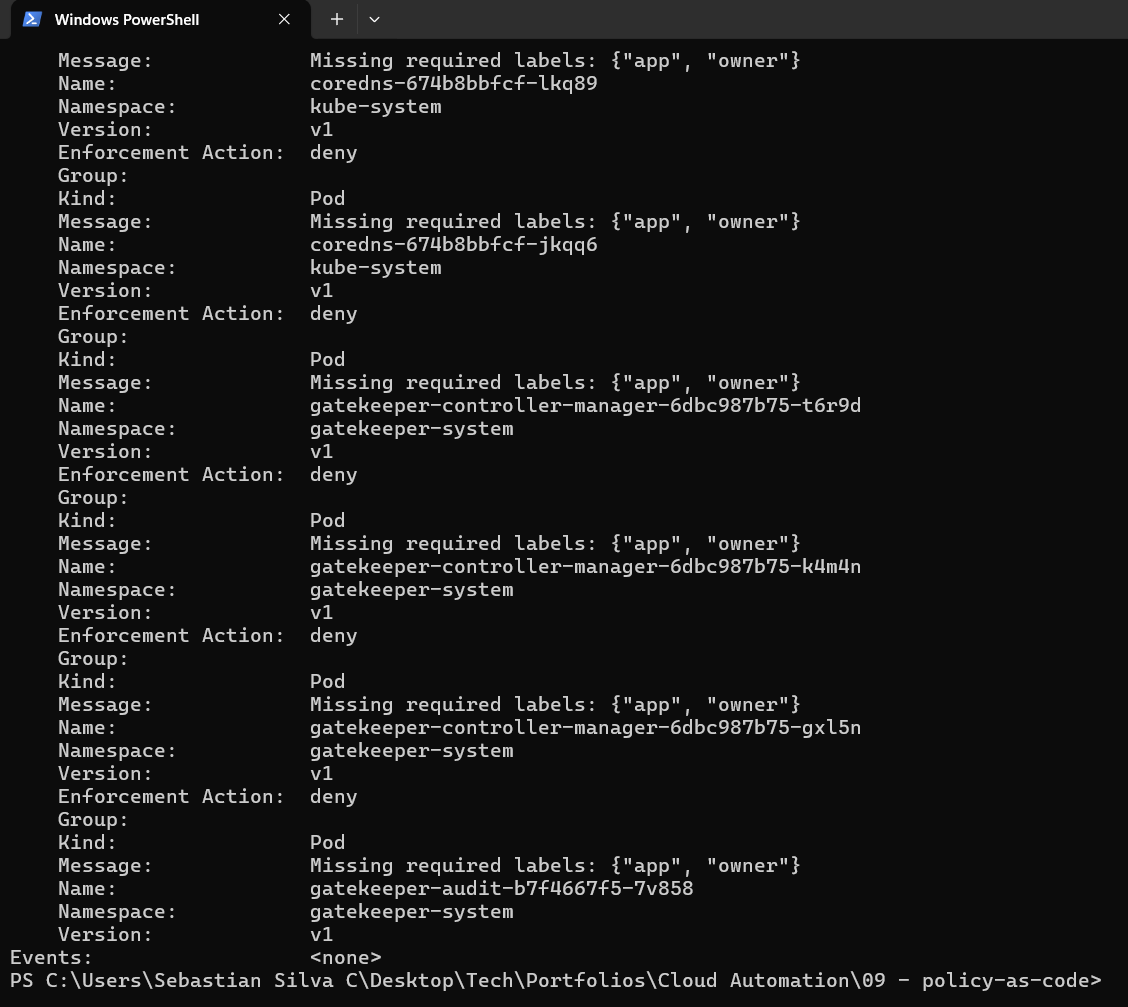 Windows PowerShell
Message: Missing required labels: {"app", "owner"}
Name: coredns-674b8bbfcf-lkq89
Namespace: kube-system
Version: v1
Enforcement Action: deny
Group:
Kind: Pod
Message: Missing required labels: {"app", "owner"}
Name: coredns-674b8bbfcf-jkqq6
Namespace: kube-system
Version: v1
Enforcement Action: deny
Group:
Kind: Pod
Message: Missing required labels: {"app", "owner"}
Name: gatekeeper-controller-manager-6dbc987b75-t6r9d
Namespace: gatekeeper-system
Version: v1
Enforcement Action: deny
Group:
Kind: Pod
Message: Missing required labels: {"app", "owner"}
Name: gatekeeper-controller-manager-6dbc987b75-k4m4n
Namespace: gatekeeper-system
Version: v1
Enforcement Action: deny
Group:
Kind: Pod
Message: Missing required labels: {"app", "owner"}
Name: gatekeeper-controller-manager-6dbc987b75-gxl5n
Namespace: gatekeeper-system
Version: v1
Enforcement Action: deny
Group:
Kind: Pod
Message: Missing required labels: {"app", "owner"}
Name: gatekeeper-audit-b7f4667f5-7v858
Namespace: gatekeeper-system
Version: v1
Events: <none>
PS C:\Users\Sebastian Silva C\Desktop\Tech\Portfolios\Cloud Automation\09 - policy-as-code>